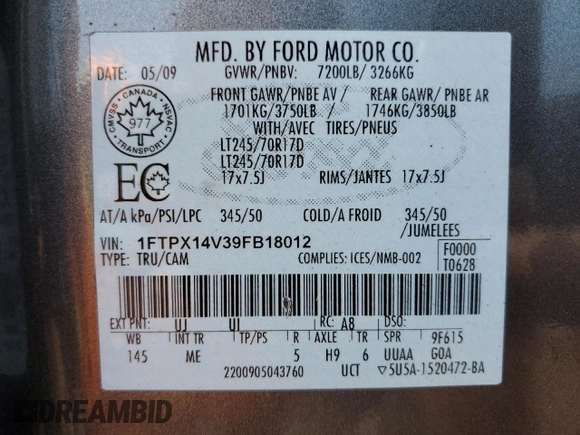 MFD. BY FORD MOTOR CO.
DATE: 05/09 GVWR/PNBV: 7200LB/ 3266KG
FRONT GAWR/PNBE AV / REAR GAWR/ PNBE AR
1701KG/3750LB 1746KG/3850LB
WITH/AVEC TIRES/PNEUS
LT245/70R17D
LT245/70R17D
17x7.5J RIMS/JANTES 17x7.5J
CMVSS · CANADA · NSVAC
977
TRANSPORT
EC
AT/A kPa/PSI/LPC 345/50 COLD/A FROID 345/50
/JUMELEES
VIN: 1FTPX14V39FB18012
TYPE: TRU/CAM COMPLIES: ICES/NMB-002
F0000
T0628
EXT PNT: UJ UI RC: A8 DSO:
WB INT TR TP/PS R AXLE TR SPR 9F615
145 ME 5 H9 6 UUAA GOA
2200905043760 UCT ▽5U5A-1520472-BA
DREAMBID